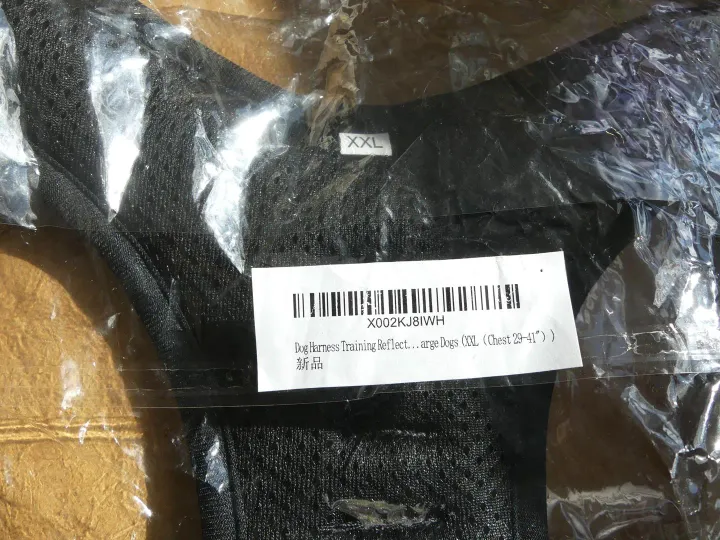 XXL
X002KJ8IWH
Dog Harness Training Reflect...arge Dogs (XXL (Chest 29-41"))
新品